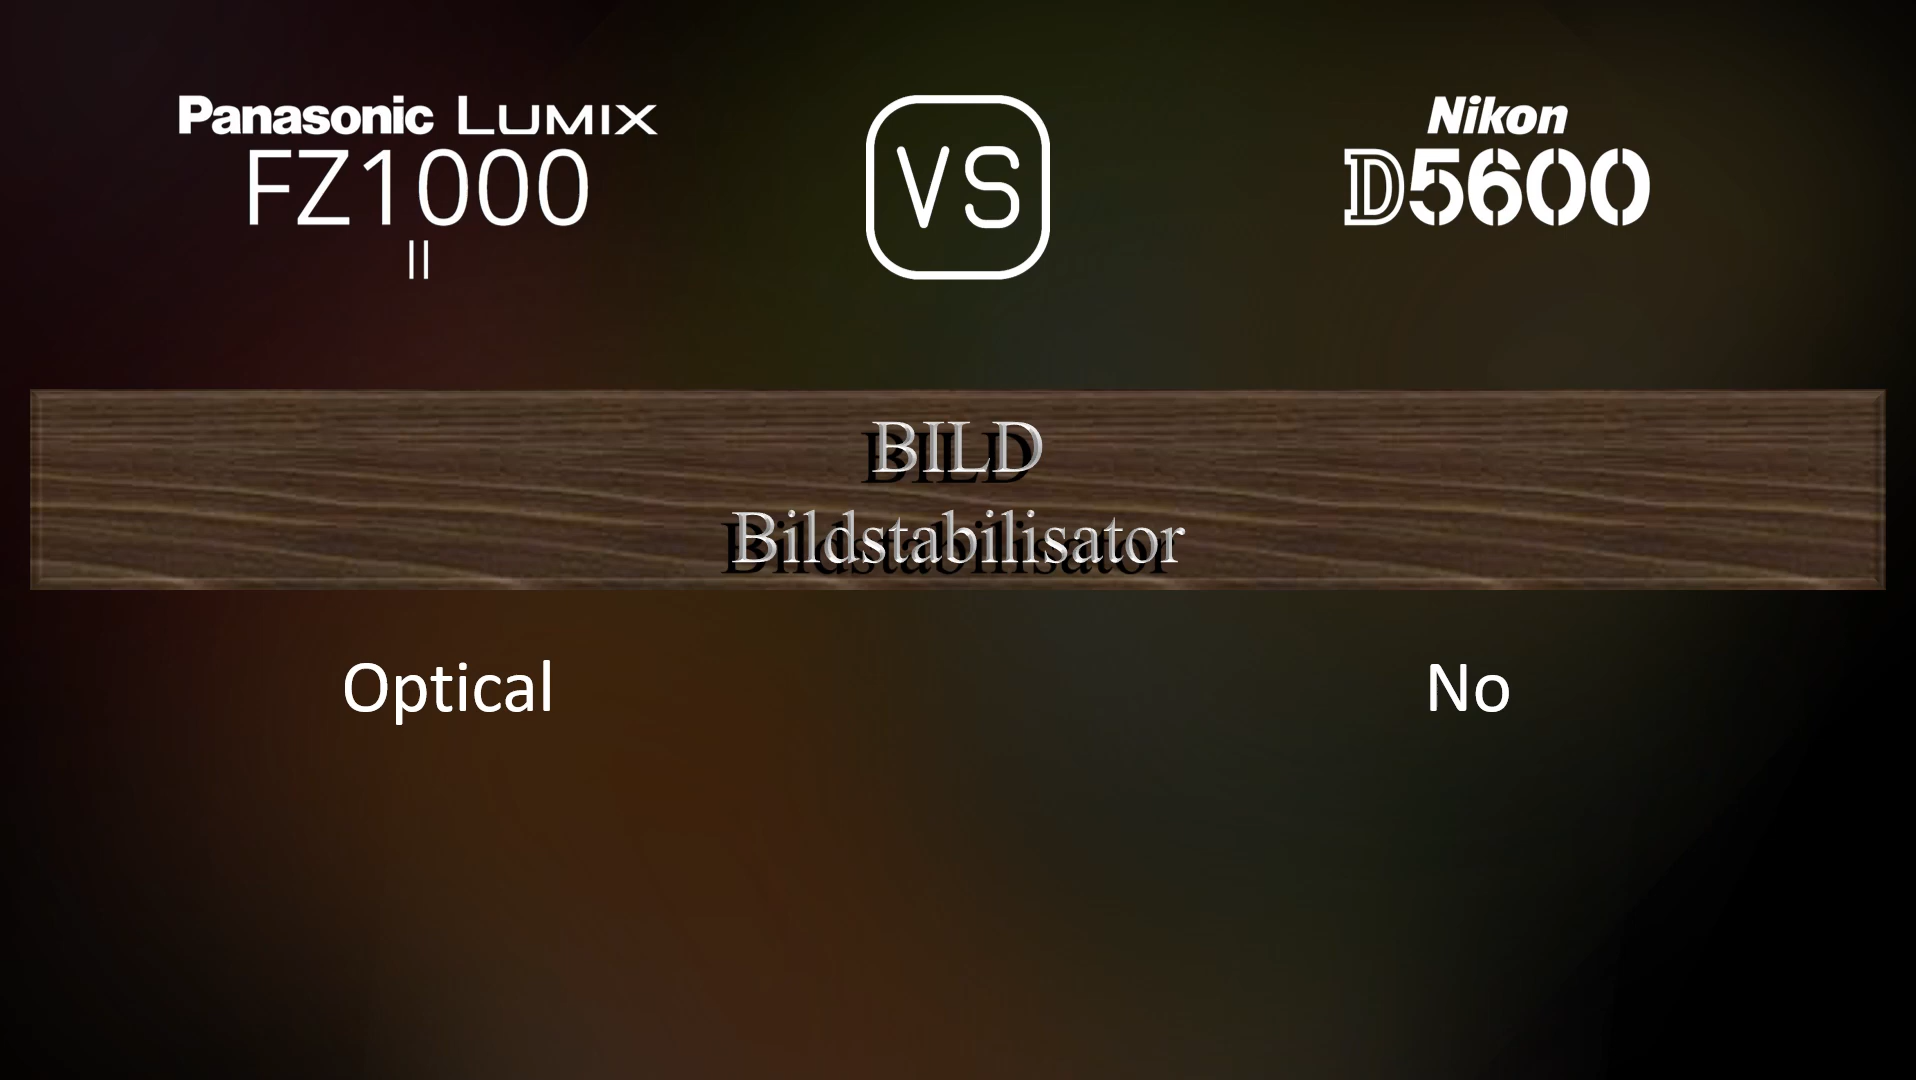 Panasonic LUMIX
FZ1000
II
VS
Nikon
D5600
BILD
Bildstabilisator
Optical
No